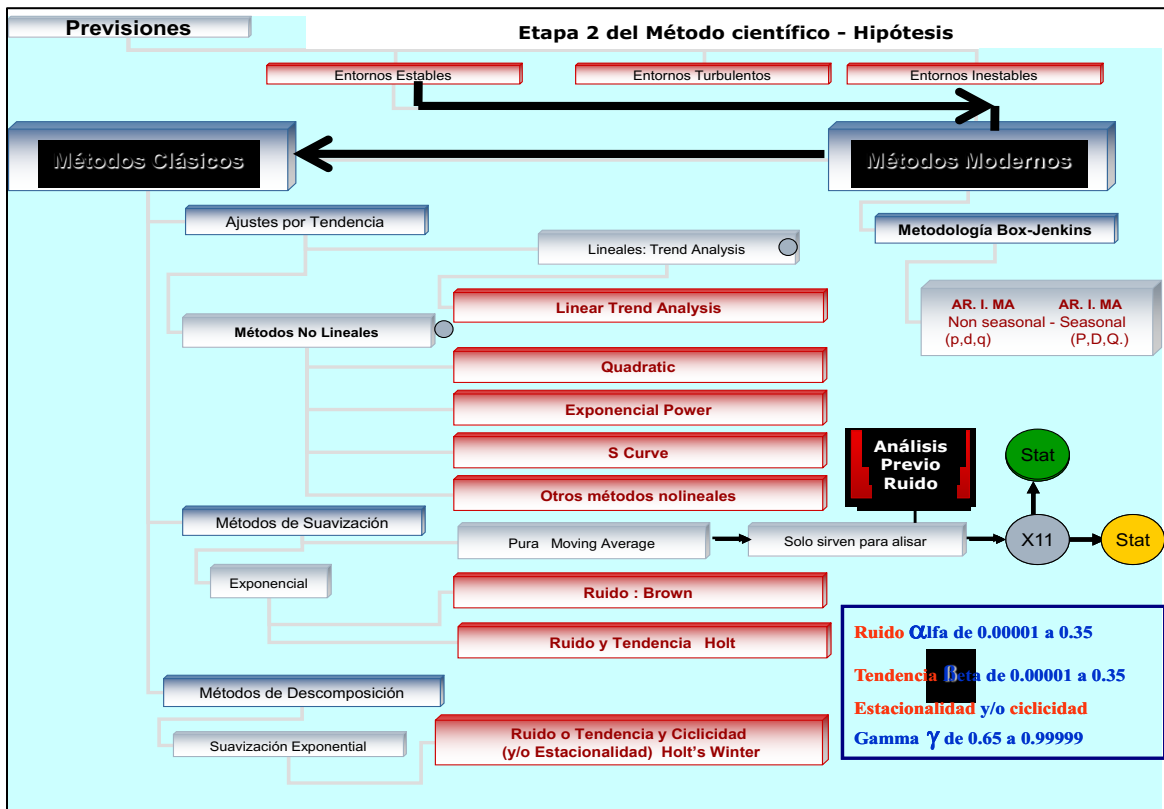 Previsiones
Etapa 2 del Método científico - Hipótesis
Entornos Estables
Entornos Turbulentos
Entornos Inestables
Métodos Clásicos
Métodos Modernos
Ajustes por Tendencia
Metodología Box-Jenkins
Lineales: Trend Analysis
AR. I. MA AR. I. MA
Non seasonal - Seasonal
(p,d,q) (P,D,Q.)
Linear Trend Analysis
Métodos No Lineales
Quadratic
Exponencial Power
S Curve
Otros métodos nolineales
Análisis
Previo
Ruido
Stat
Métodos de Suavización
Pura Moving Average
Solo sirven para alisar
X11
Stat
Exponencial
Ruido : Brown
Ruido y Tendencia Holt
Ruido αlfa de 0.00001 a 0.35
Tendencia βeta de 0.00001 a 0.35
Estacionalidad y/o ciclicidad
Gamma γ de 0.65 a 0.99999
Métodos de Descomposición
Suavización Exponential
Ruido o Tendencia y Ciclicidad
(y/o Estacionalidad) Holt's Winter